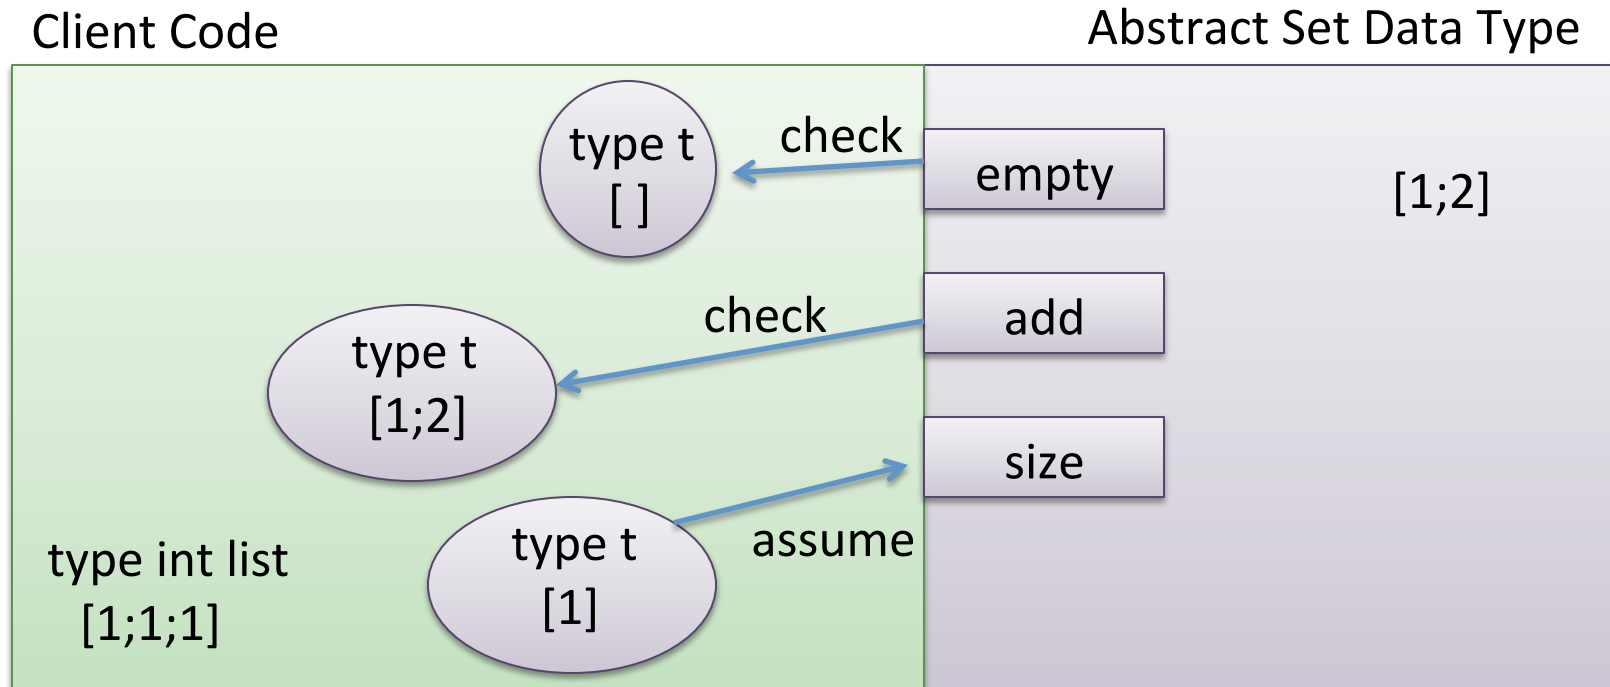 Client Code
Abstract Set Data Type
type t
[ ]
check
empty
[1;2]
check
add
type t
[1;2]
size
assume
type t
[1]
type int list
[1;1;1]